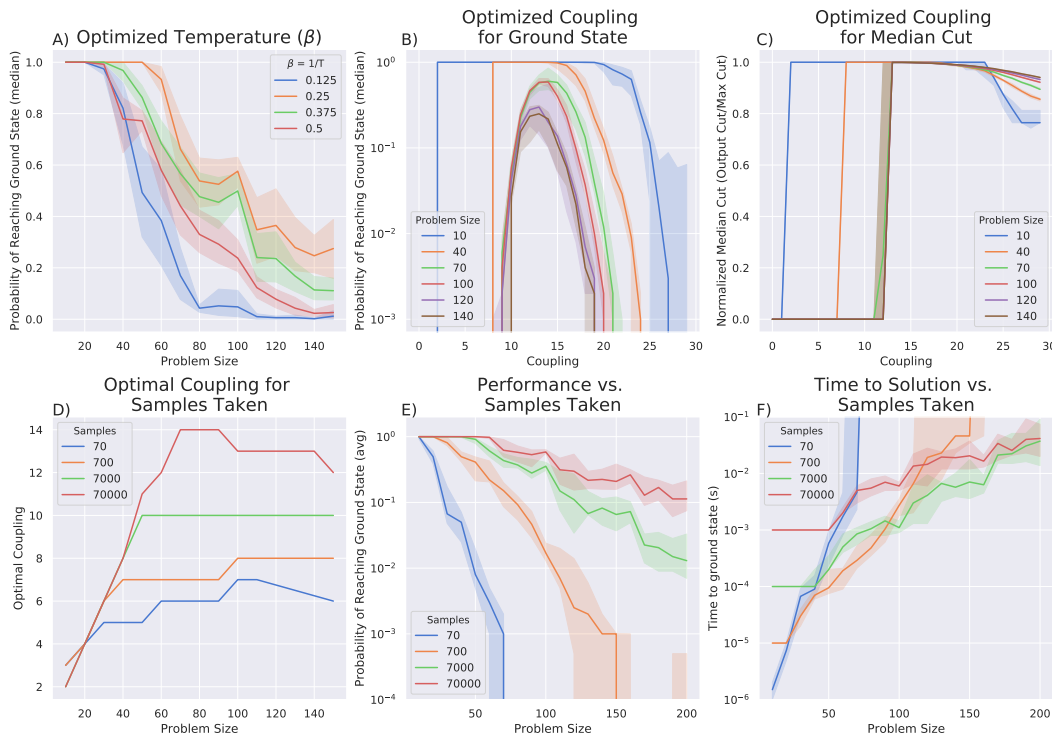 A) Optimized Temperature (β)
Probability of Reaching Ground State (median)
1.0
0.8
0.6
0.4
0.2
0.0
β = 1/T
0.125
0.25
0.375
0.5
20 40 60 80 100 120 140
Problem Size
Optimized Coupling
B) for Ground State
Probability of Reaching Ground State (median)
10⁰
10⁻¹
10⁻²
10⁻³
Problem Size
10
40
70
100
120
140
0 5 10 15 20 25 30
Coupling
Optimized Coupling
C) for Median Cut
Normalized Median Cut (Output Cut/Max Cut)
1.0
0.8
0.6
0.4
0.2
0.0
Problem Size
10
40
70
100
120
140
0 5 10 15 20 25 30
Coupling
Optimal Coupling for
D) Samples Taken
Optimal Coupling
14
12
10
8
6
4
2
Samples
70
700
7000
70000
20 40 60 80 100 120 140
Problem Size
Performance vs.
E) Samples Taken
Probability of Reaching Ground State (avg)
10⁰
10⁻¹
10⁻²
10⁻³
10⁻⁴
Samples
70
700
7000
70000
50 100 150 200
Problem Size
Time to Solution vs.
F) Samples Taken
Time to ground state (s)
10⁻¹
10⁻²
10⁻³
10⁻⁴
10⁻⁵
10⁻⁶
Samples
70
700
7000
70000
50 100 150 200
Problem Size